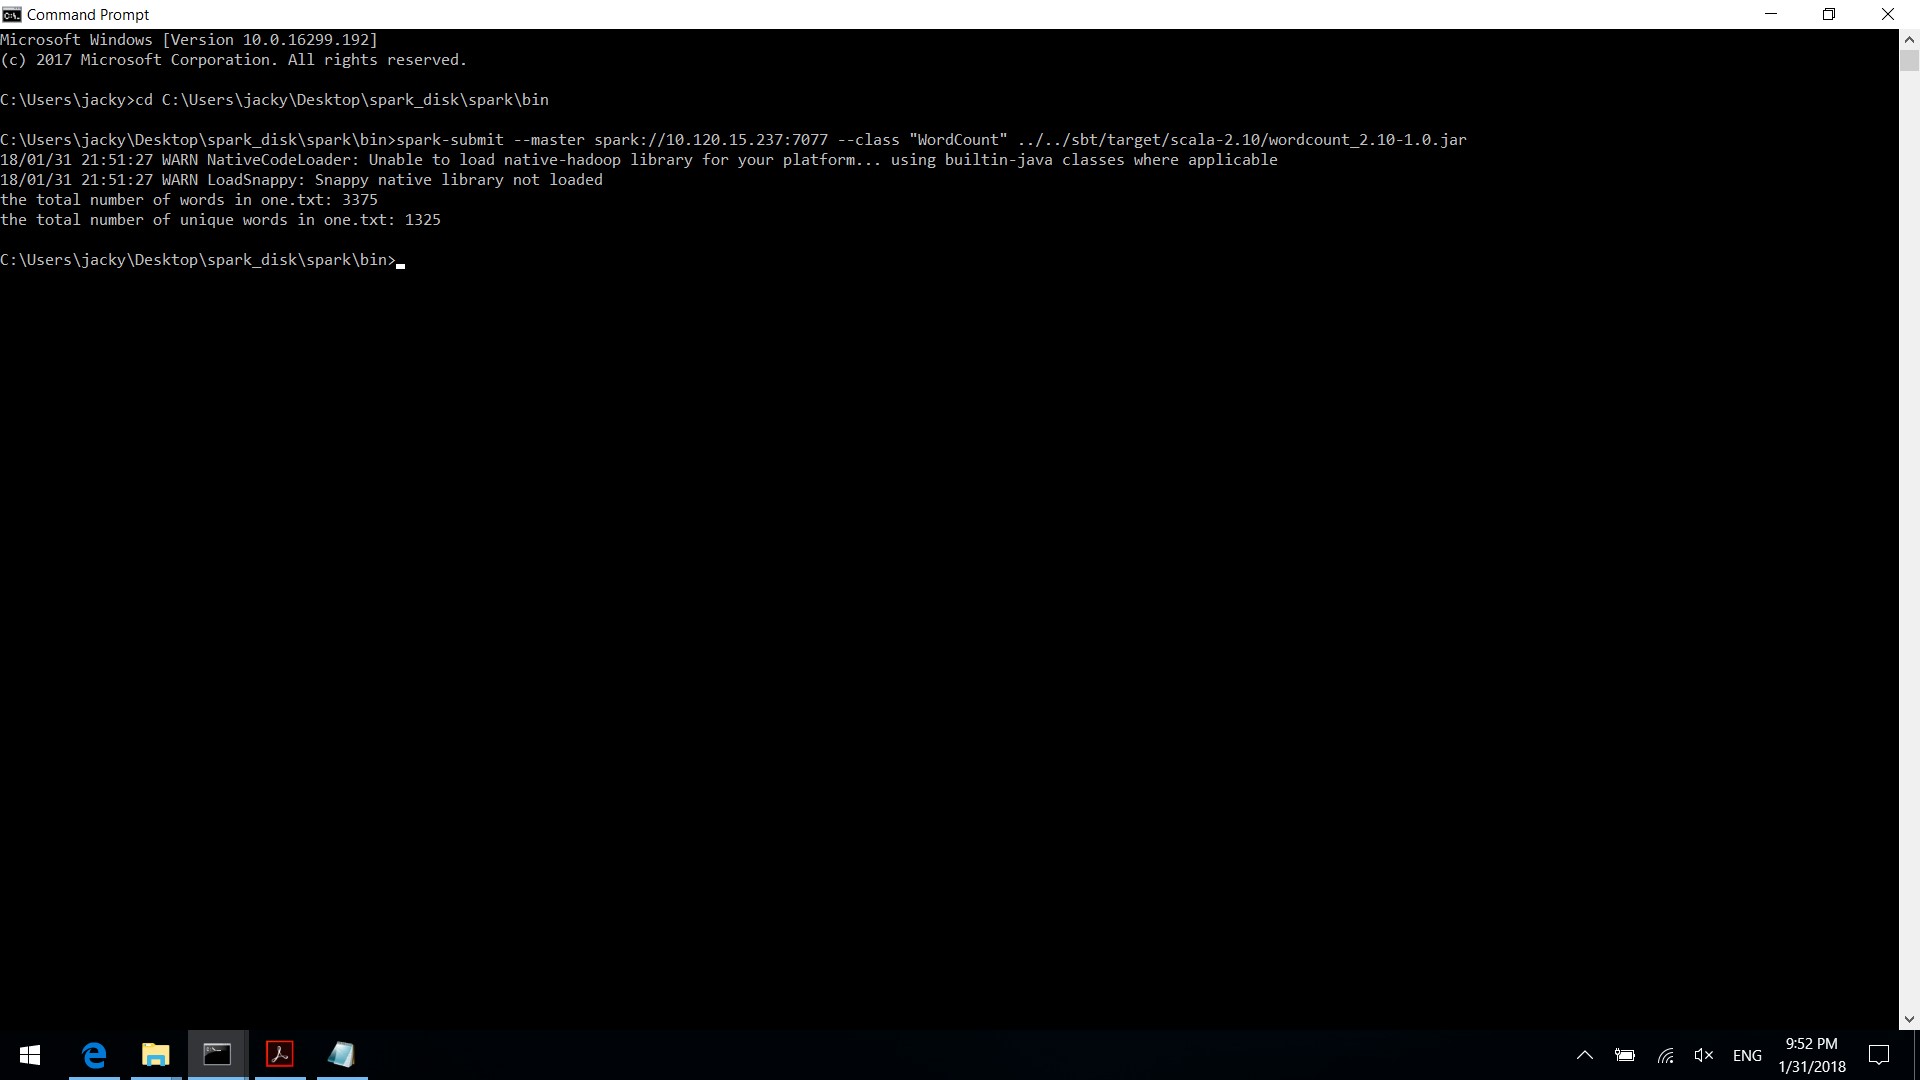 Command Prompt
Microsoft Windows [Version 10.0.16299.192]
(c) 2017 Microsoft Corporation. All rights reserved.
C:\Users\jacky>cd C:\Users\jacky\Desktop\spark_disk\spark\bin
C:\Users\jacky\Desktop\spark_disk\spark\bin>spark-submit --master spark://10.120.15.237:7077 --class "WordCount" ../../sbt/target/scala-2.10/wordcount_2.10-1.0.jar
18/01/31 21:51:27 WARN NativeCodeLoader: Unable to load native-hadoop library for your platform... using builtin-java classes where applicable
18/01/31 21:51:27 WARN LoadSnappy: Snappy native library not loaded
the total number of words in one.txt: 3375
the total number of unique words in one.txt: 1325
C:\Users\jacky\Desktop\spark_disk\spark\bin>
ENG
9:52 PM
1/31/2018